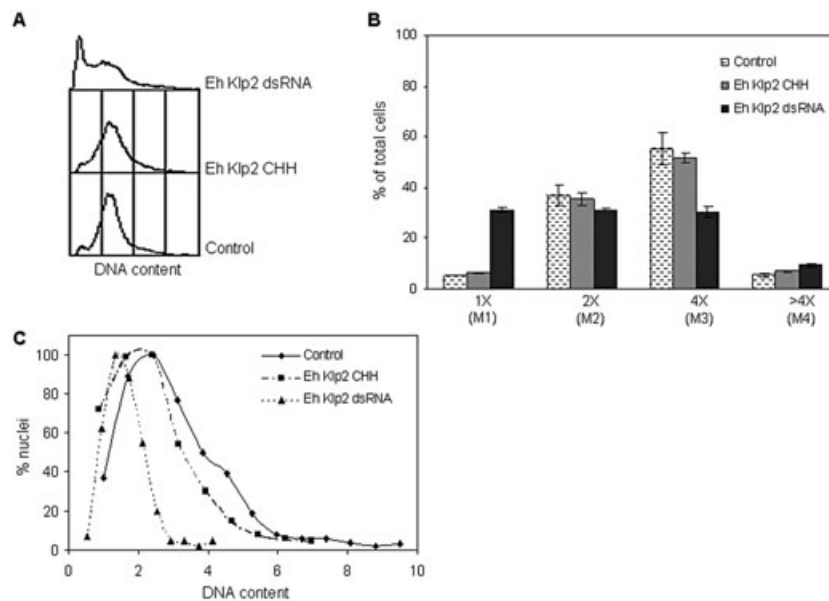 A
Eh Klp2 dsRNA
Eh Klp2 CHH
Control
DNA content
B
100
80
60
40
20
0
% of total cells
Control
Eh Klp2 CHH
Eh Klp2 dsRNA
1X 2X 4X >4X
(M1) (M2) (M3) (M4)
C
100
80
60
40
20
0
% nuclei
Control
Eh Klp2 CHH
Eh Klp2 dsRNA
0 2 4 6 8 10
DNA content